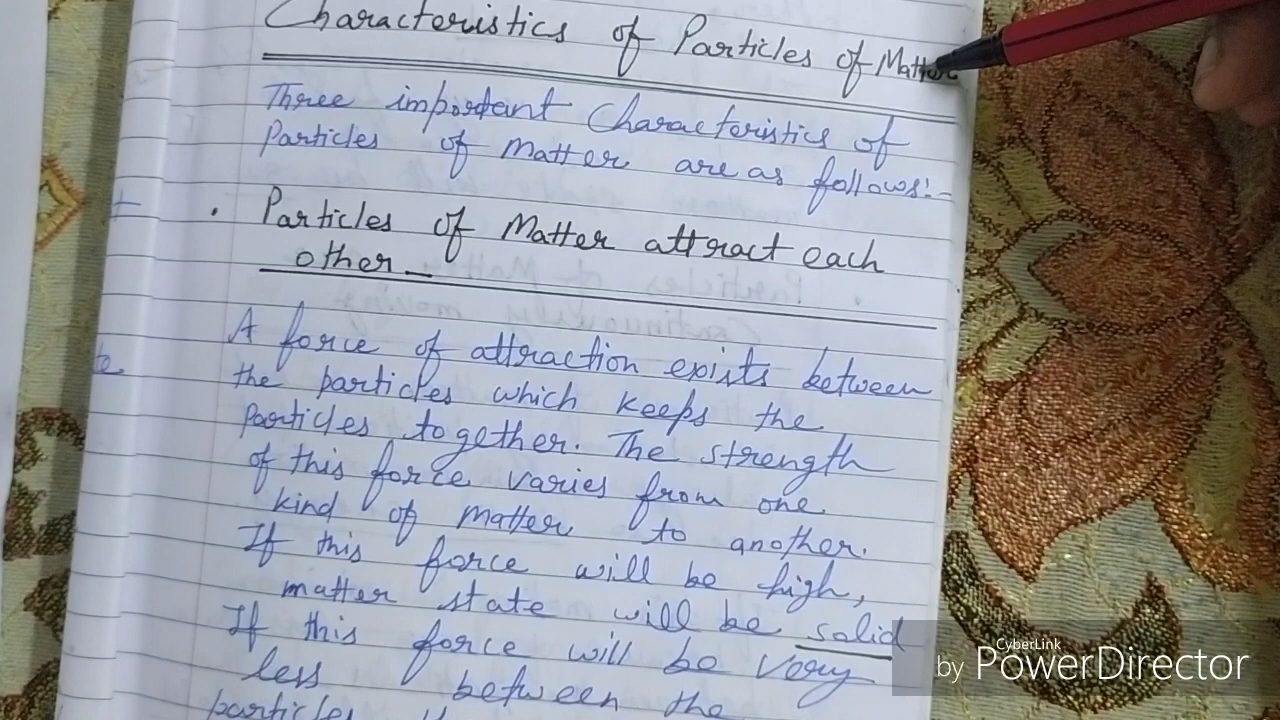 Characteristics of Particles of Matter
Three important Characteristics of
Particles of Matter are as follows:-
. Particles of Matter attract each
other -
A force of attraction exists between
the particles which keeps the
particles together. The strength
of this force varies from one
kind of matter to another.
If this force will be high,
matter state will be solid
If this force will be very
less between the
particles
CyberLink
by PowerDirector